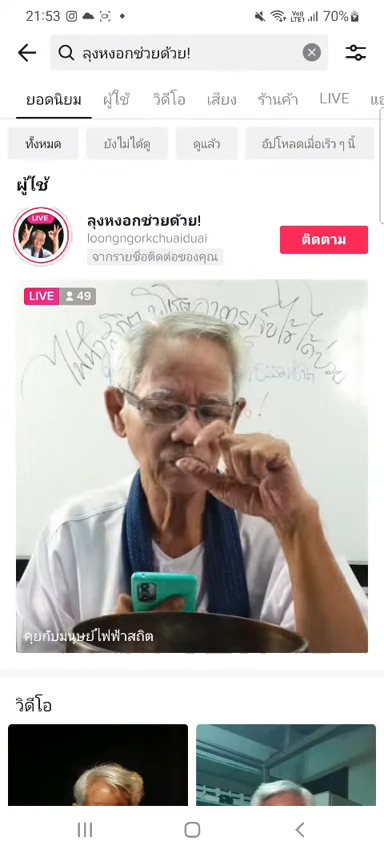 21:53
Vo)) LTE1 70%
ลุงหงอกช่วยด้วย!
ยอดนิยม ผู้ใช้ วิดีโอ เสียง ร้านค้า LIVE
ทั้งหมด ยังไม่ได้ดู ดูแล้ว อัปโหลดเมื่อเร็ว ๆ นี้
ผู้ใช้
LIVE
ลุงหงอกช่วยด้วย!
loongngorkchuaiduai
จากรายชื่อติดต่อของคุณ
ติดตาม
LIVE 49
คุยกับมนุษย์ไฟฟ้าสถิต
วิดีโอ